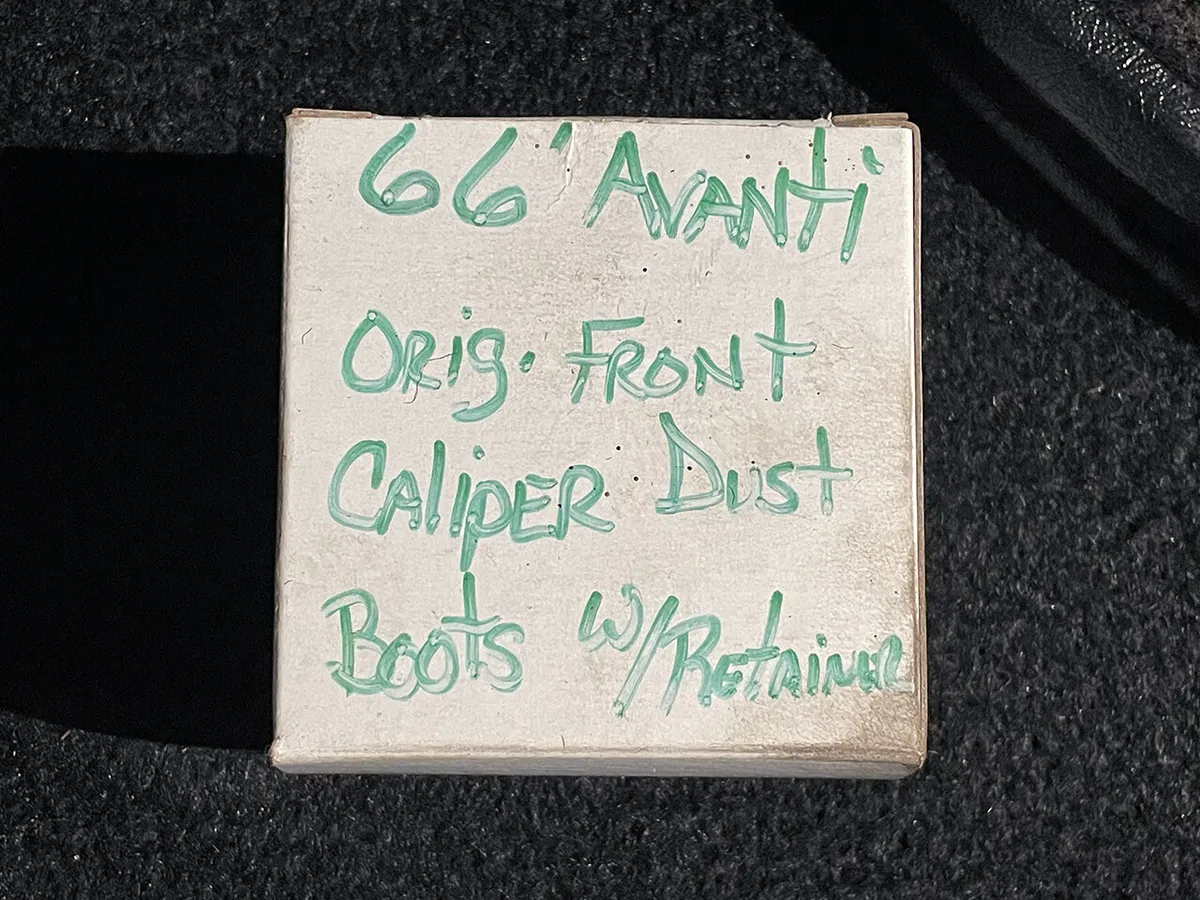 66' AVANTi
ORig. FRONT
CAliPER DUST
BOOTS W/RETAINER